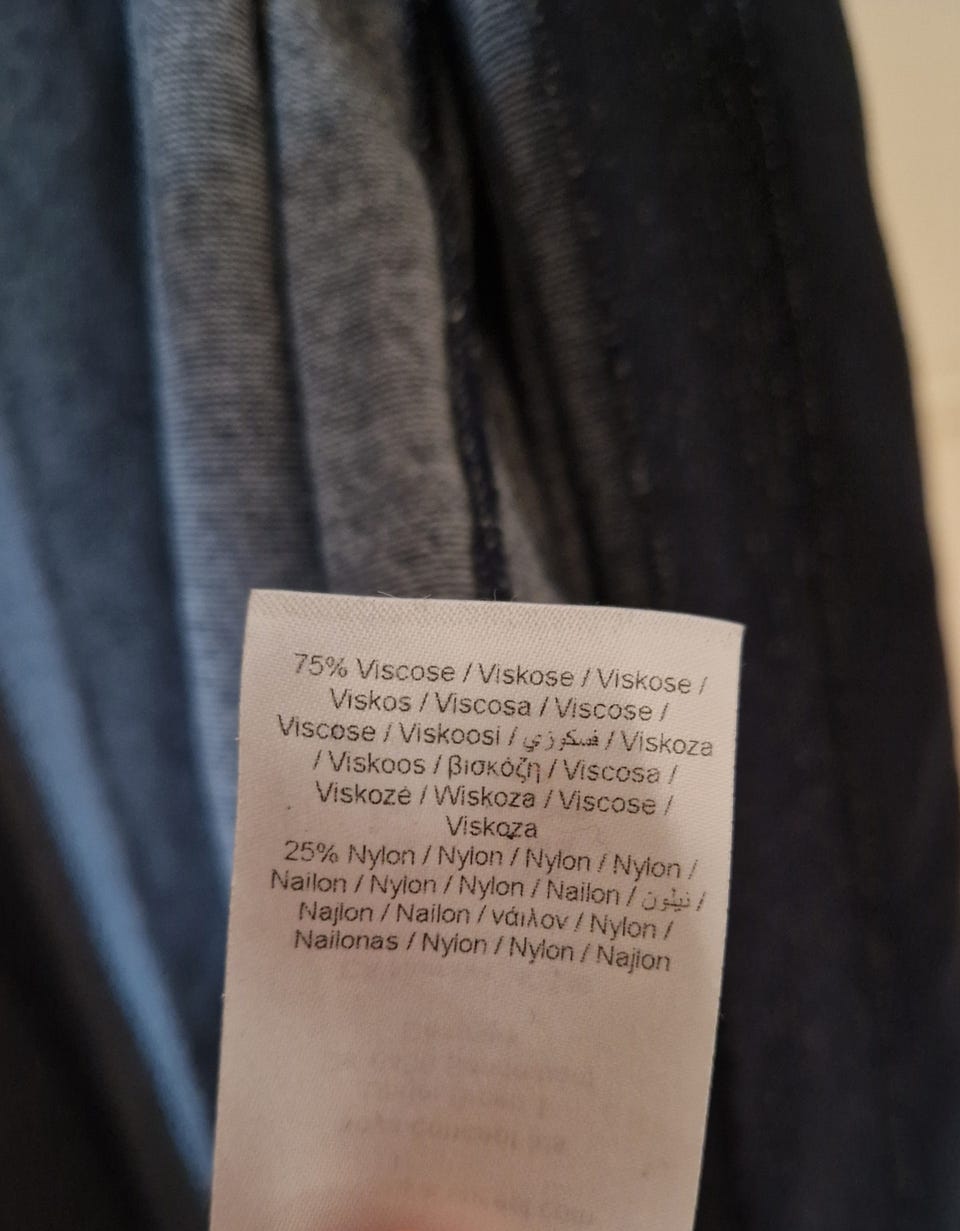 75% Viscose / Viskose / Viskose /
Viskos / Viscosa / Viscose /
Viscose / Viskoosi / فسكوزي / Viskoza
/ Viskoos / βισκόζη / Viscosa /
Viskozė / Wiskoza / Viscose /
Viskoza
25% Nylon / Nylon / Nylon / Nylon /
Nailon / Nylon / Nylon / Nailon / نيلون /
Najlon / Nailon / νάιλον / Nylon /
Nailonas / Nylon / Nylon / Najlon